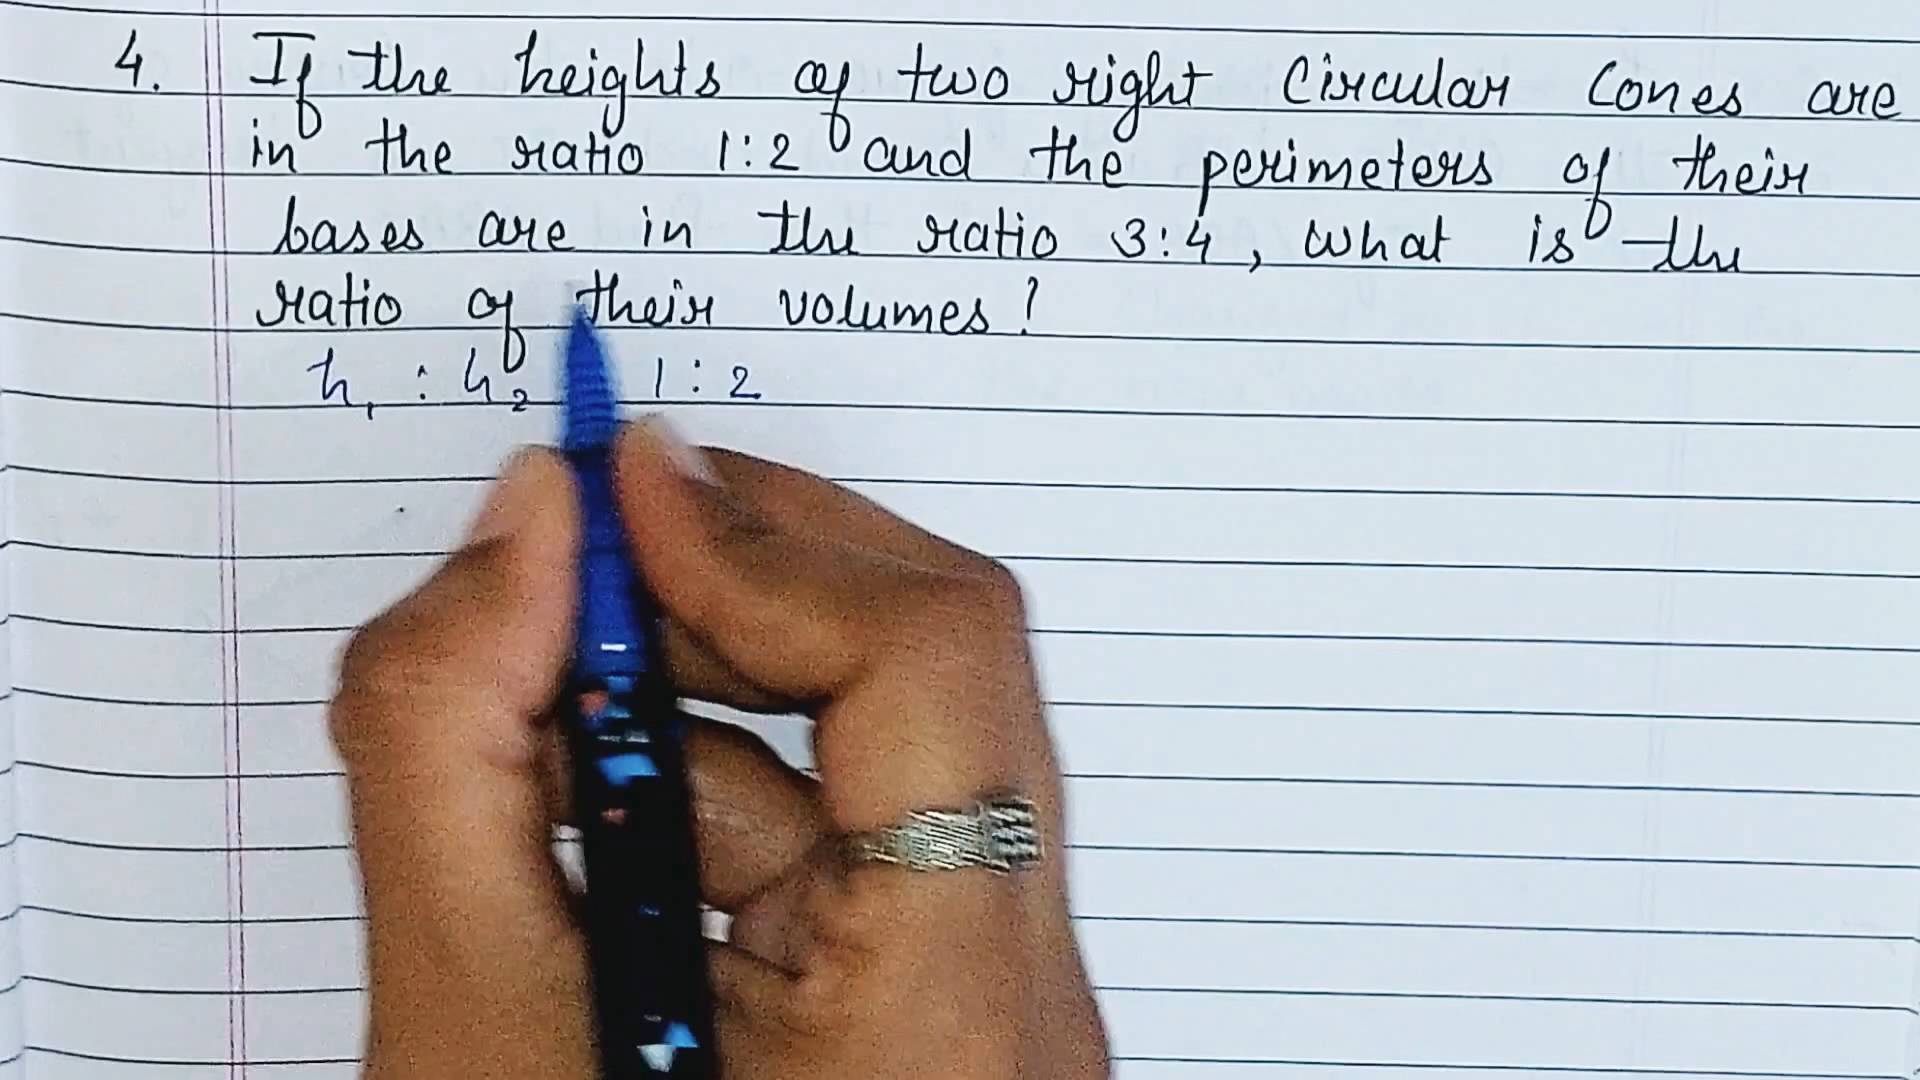 4. If the heights of two right Circular Cones are
in the ratio 1:2 and the perimeters of their
bases are in the ratio 3:4, what is the
ratio of their volumes?
h₁ : h₂ 1 : 2